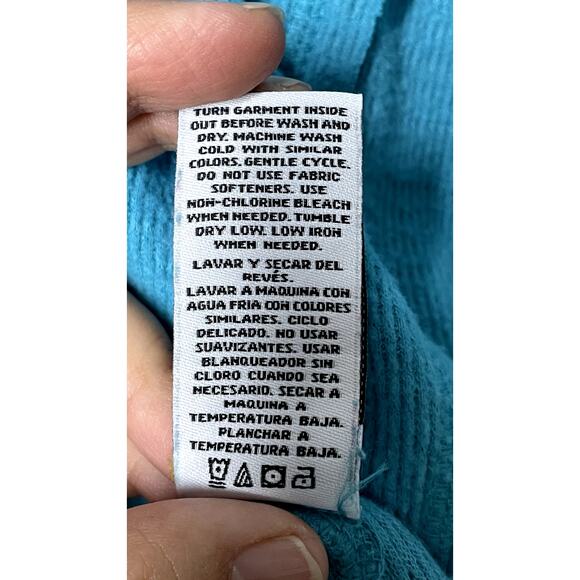 TURN GARMENT INSIDE
OUT BEFORE WASH AND
DRY. MACHINE WASH
COLD WITH SIMILAR
COLORS. GENTLE CYCLE.
DO NOT USE FABRIC
SOFTENERS. USE
NON-CHLORINE BLEACH
WHEN NEEDED. TUMBLE
DRY LOW. LOW IRON
WHEN NEEDED.
LAVAR Y SECAR DEL
REVÉS.
LAVAR A MAQUINA CON
AGUA FRIA CON COLORES
SIMILARES. CICLO
DELICADO. NO USAR
SUAVIZANTES. USAR
BLANQUEADOR SIN
CLORO CUANDO SEA
NECESARIO. SECAR A
MAQUINA A
TEMPERATURA BAJA.
PLANCHAR A
TEMPERATURA BAJA.